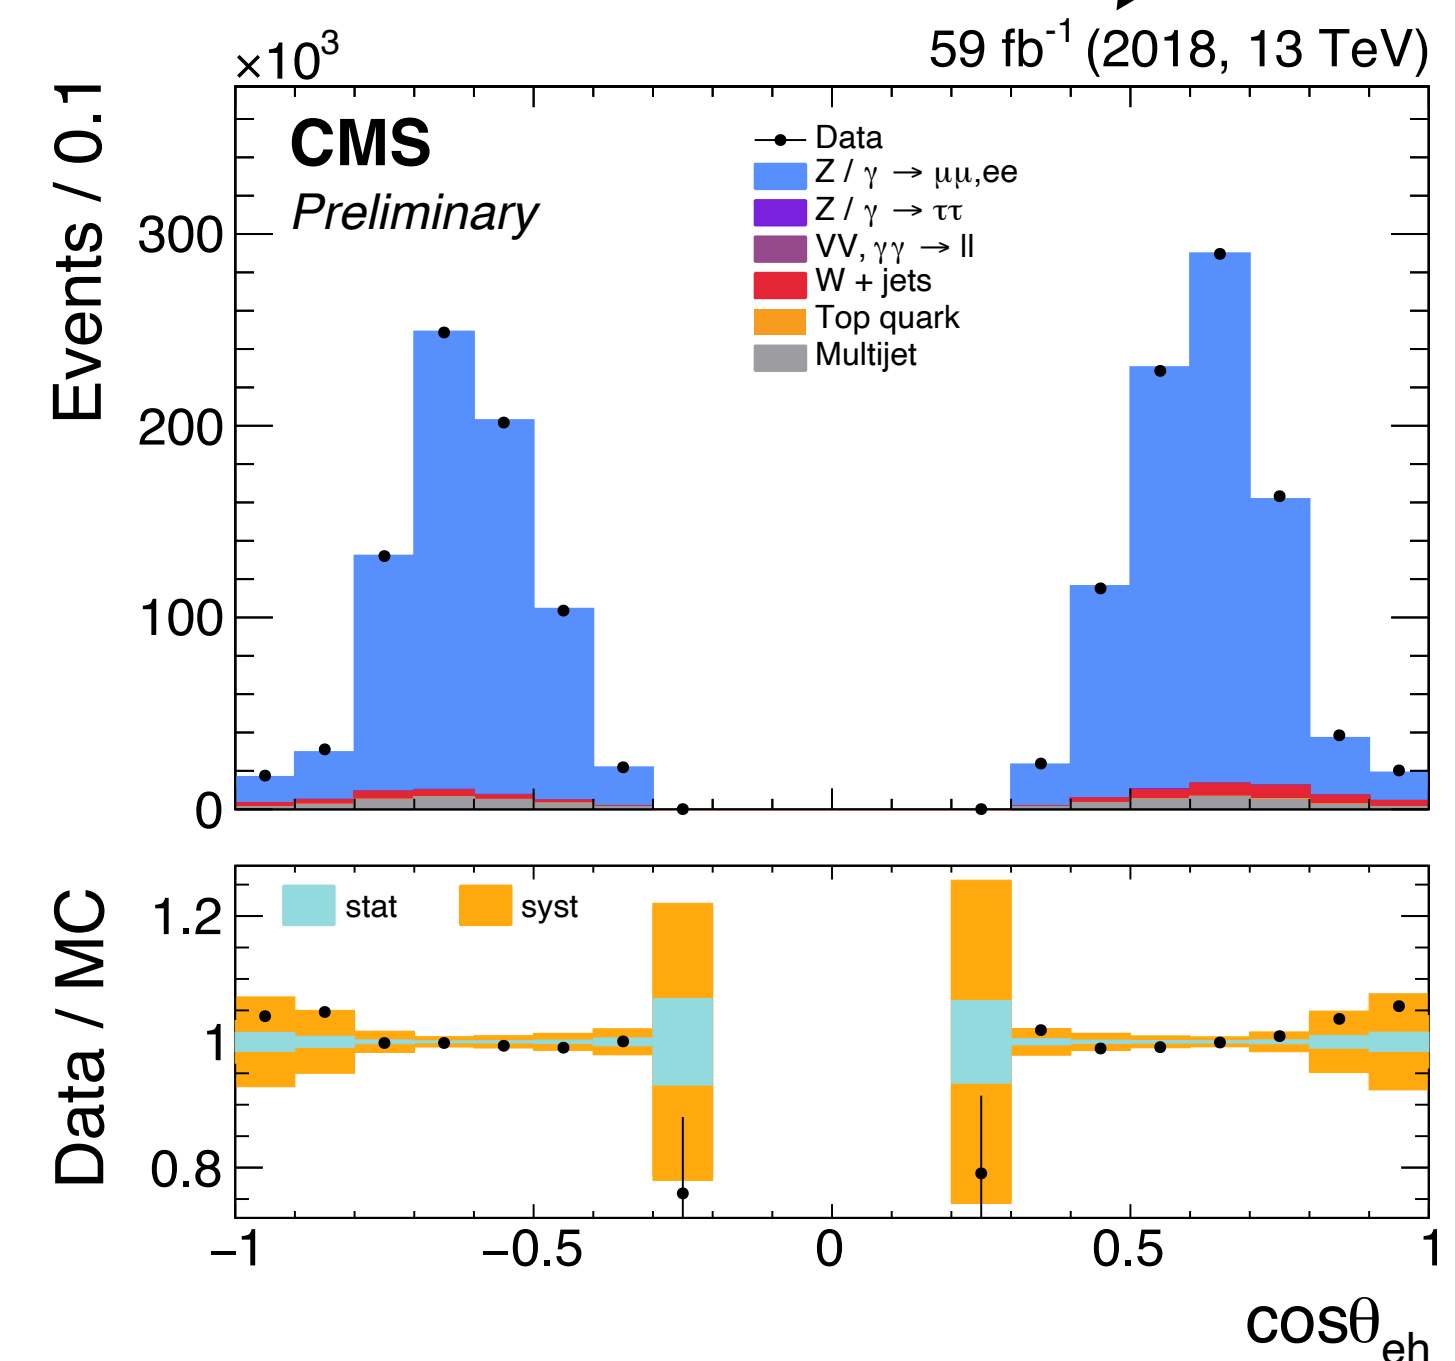 59 fb⁻¹ (2018, 13 TeV)
×10³
CMS
Preliminary
Events / 0.1
300
200
100
0
Data
Z / γ → μμ,ee
Z / γ → ττ
VV, γγ → ll
W + jets
Top quark
Multijet
stat
syst
Data / MC
1.2
1
0.8
−1
−0.5
0
0.5
1
cosθ_eh